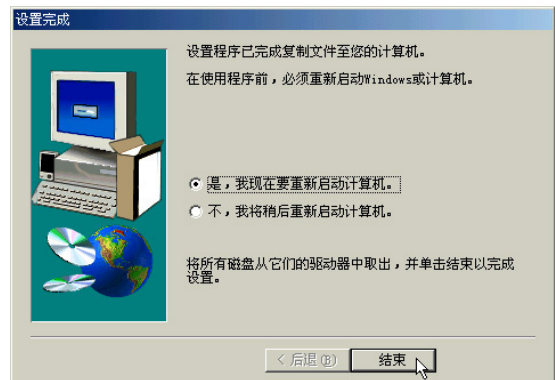 设置完成
设置程序已完成复制文件至您的计算机。
在使用程序前，必须重新启动Windows或计算机。
是，我现在要重新启动计算机。
不，我将稍后重新启动计算机。
将所有磁盘从它们的驱动器中取出，并单击结束以完成
设置。
< 后退(B) 结束